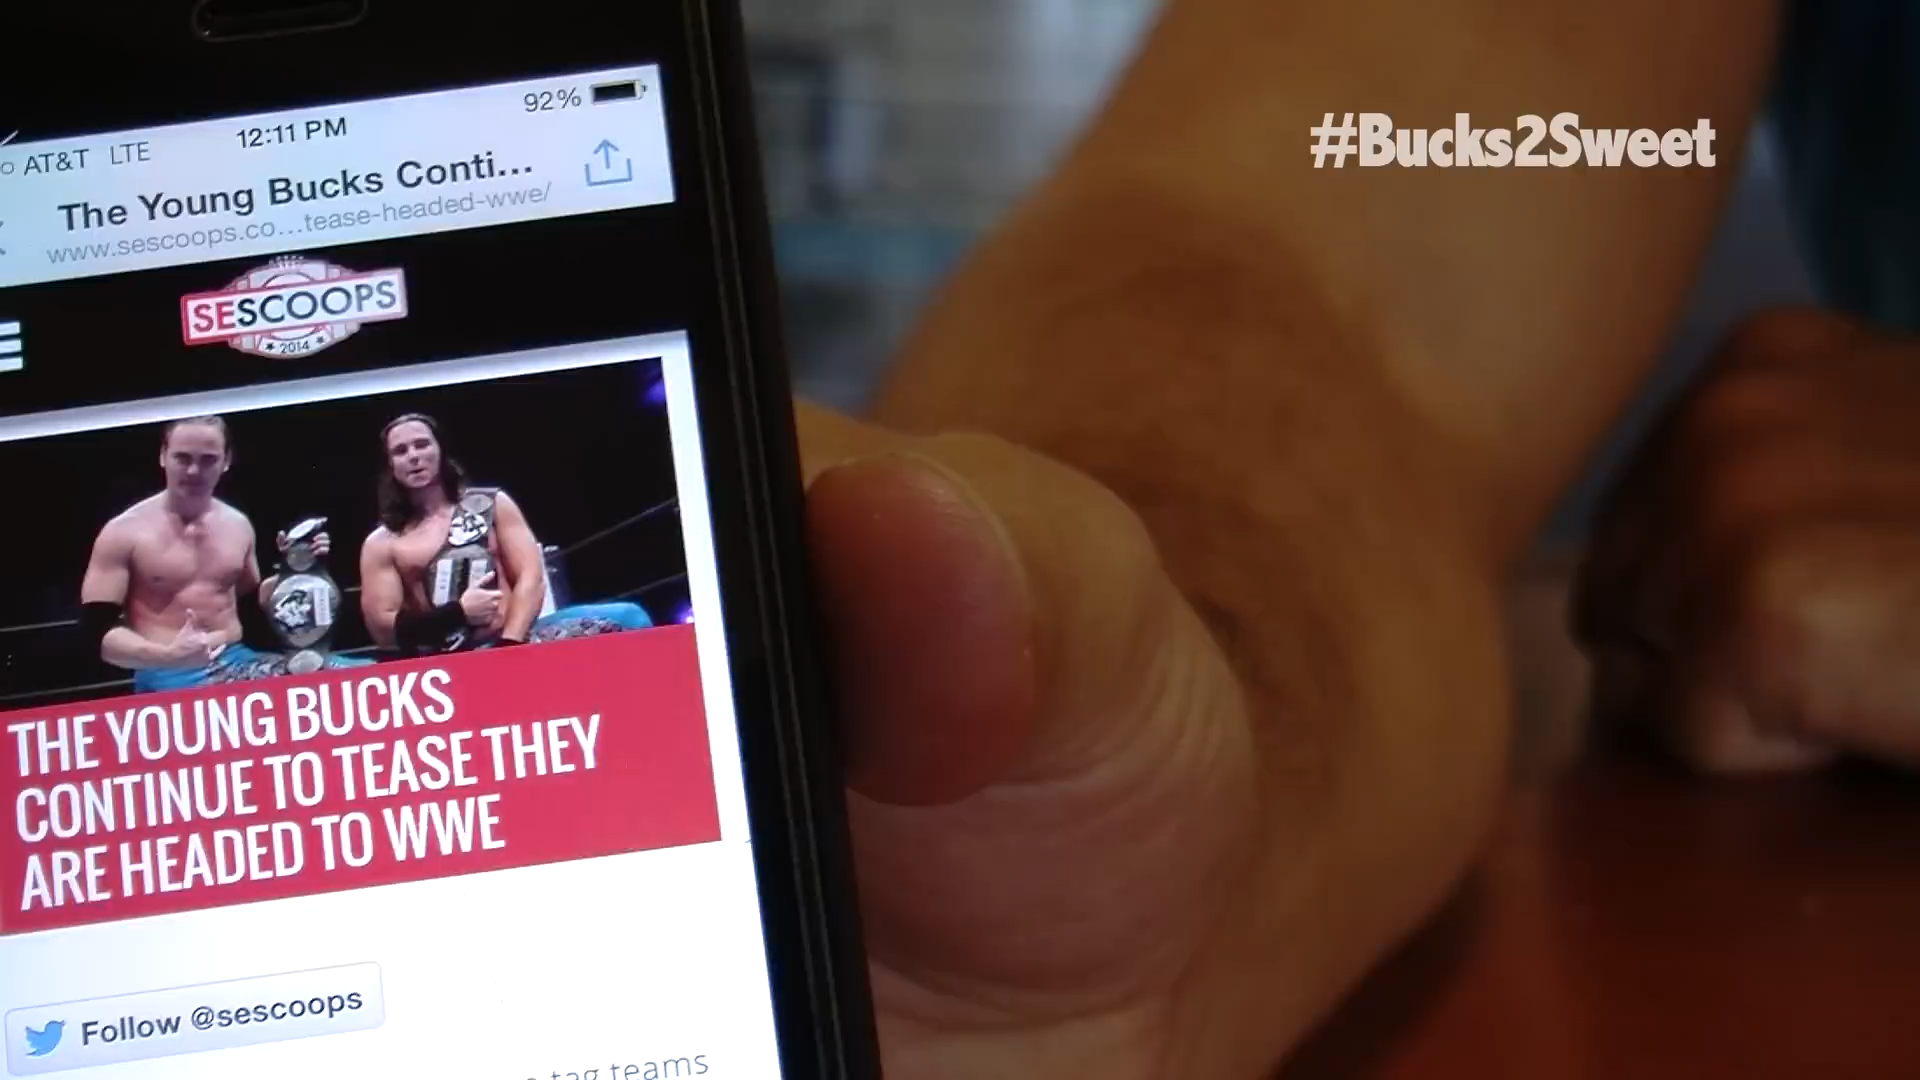 92%
AT&T LTE 12:11 PM
The Young Bucks Conti...
www.sescoops.co...tease-headed-wwe/
#Bucks2Sweet
SESCOOPS
2014
THE YOUNG BUCKS
CONTINUE TO TEASE THEY
ARE HEADED TO WWE
Follow @sescoops
tag teams